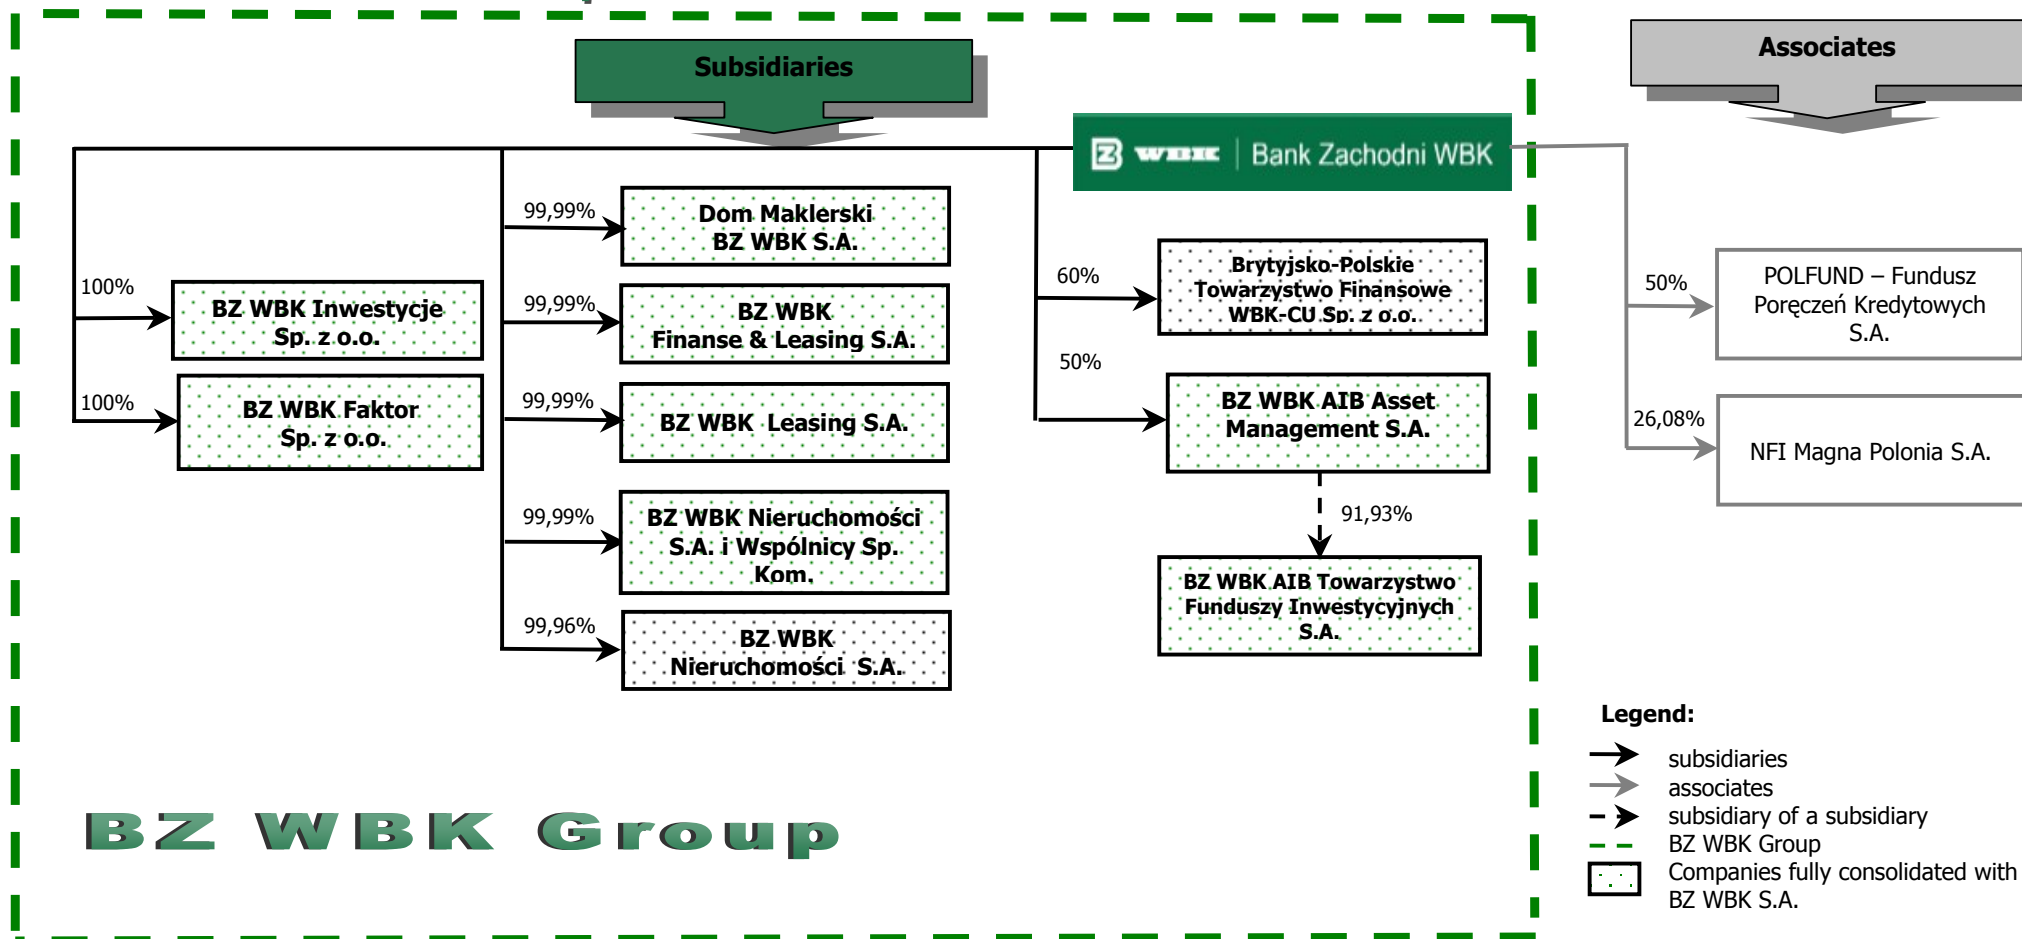 Subsidiaries
Associates
BZ WBK | Bank Zachodni WBK
100%
BZ WBK Inwestycje
Sp. z o.o.
100%
BZ WBK Faktor
Sp. z o.o.
99,99%
Dom Maklerski
BZ WBK S.A.
99,99%
BZ WBK
Finanse & Leasing S.A.
99,99%
BZ WBK Leasing S.A.
99,99%
BZ WBK Nieruchomości
S.A. i Wspólnicy Sp.
Kom.
99,96%
BZ WBK
Nieruchomości S.A.
60%
Brytyjsko-Polskie
Towarzystwo Finansowe
WBK-CU Sp. z o.o.
50%
BZ WBK AIB Asset
Management S.A.
91,93%
BZ WBK AIB Towarzystwo
Funduszy Inwestycyjnych
S.A.
50%
POLFUND – Fundusz
Poręczeń Kredytowych
S.A.
26,08%
NFI Magna Polonia S.A.
BZ WBK Group
Legend:
subsidiaries
associates
subsidiary of a subsidiary
BZ WBK Group
Companies fully consolidated with
BZ WBK S.A.